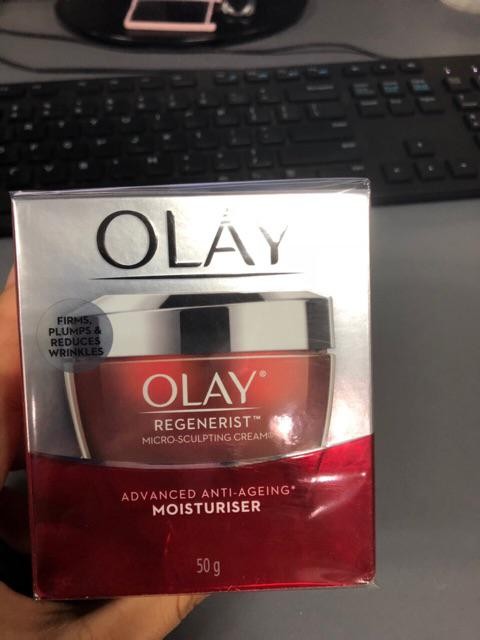 OLAY
FIRMS,
PLUMPS &
REDUCES
WRINKLES
OLAY®
REGENERIST™
MICRO-SCULPTING CREAM®
ADVANCED ANTI-AGEING*
MOISTURISER
50 g